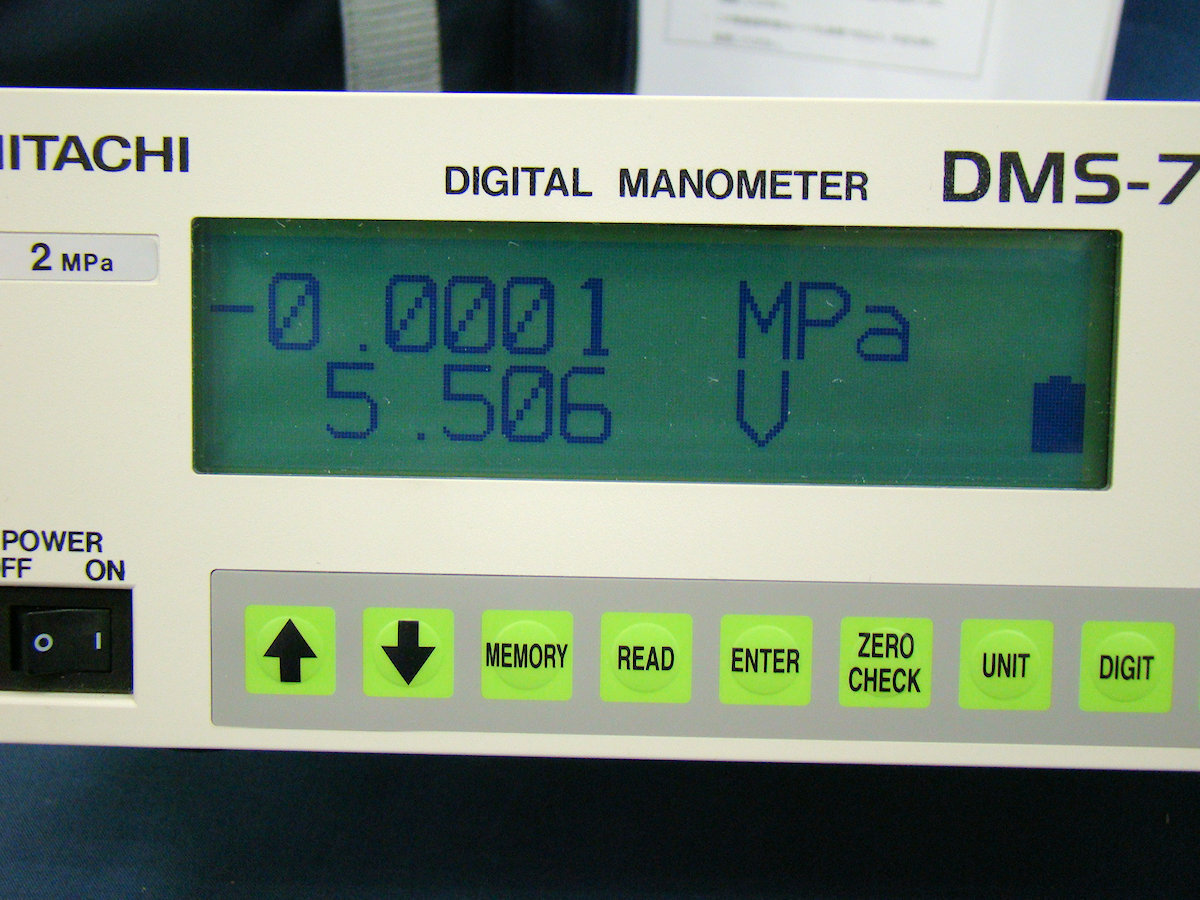 HITACHI
DIGITAL MANOMETER
DMS-7
2 MPa
-0.0001 MPa
5.506 V
POWER
FF ON
O I
MEMORY
READ
ENTER
ZERO
CHECK
UNIT
DIGIT